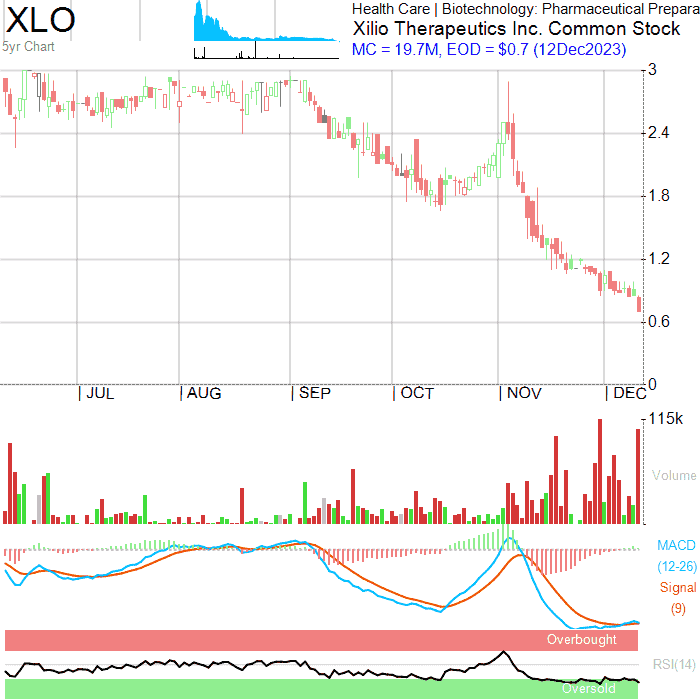 XLO
5yr Chart
Health Care | Biotechnology: Pharmaceutical Prepara
Xilio Therapeutics Inc. Common Stock
MC = 19.7M, EOD = $0.7 (12Dec2023)
3
2.4
1.8
1.2
0.6
0
| JUL | AUG | SEP | OCT | NOV | DEC
115k
Volume
MACD
(12-26)
Signal
(9)
Overbought
RSI(14)
Oversold